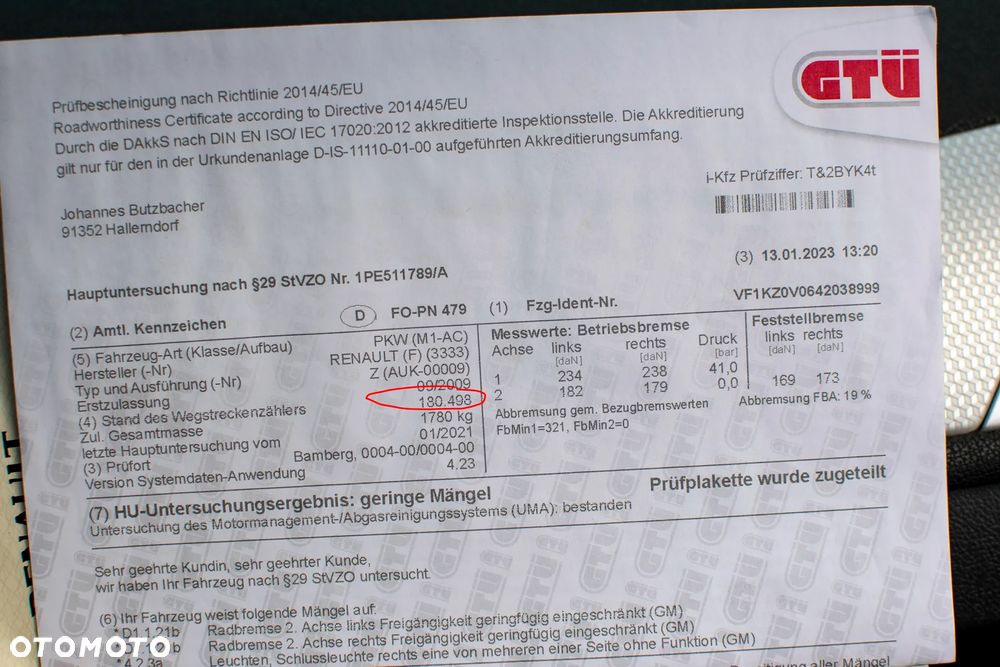 GTÜ
Prüfbescheinigung nach Richtlinie 2014/45/EU
Roadworthiness Certificate according to Directive 2014/45/EU
Durch die DAkkS nach DIN EN ISO/ IEC 17020:2012 akkreditierte Inspektionsstelle. Die Akkreditierung
gilt nur für den in der Urkundenanlage D-IS-11110-01-00 aufgeführten Akkreditierungsumfang.
i-Kfz Prüfziffer: T&2BYK4t
Johannes Butzbacher
91352 Hallerndorf
(3) 13.01.2023 13:20
Hauptuntersuchung nach §29 StVZO Nr. 1PE511789/A
(2) Amtl. Kennzeichen D FO-PN 479 (1) Fzg-Ident-Nr. VF1KZ0V0642038999
(5) Fahrzeug-Art (Klasse/Aufbau) PKW (M1-AC)
Hersteller (-Nr) RENAULT (F) (3333)
Typ und Ausführung (-Nr) Z (AUK-00009)
Erstzulassung 09/2009
(4) Stand des Wegstreckenzählers 180.498
Zul. Gesamtmasse 1780 kg
letzte Hauptuntersuchung vom 01/2021
(3) Prüfort Bamberg, 0004-00/0004-00
Version Systemdaten-Anwendung 4.23
Messwerte: Betriebsbremse
Achse links rechts Druck
[daN] [daN] [bar]
1 234 238 41,0
2 182 179 0,0
Abbremsung gem. Bezugbremswerten
FbMin1=321, FbMin2=0
Feststellbremse
links rechts
[daN] [daN]
169 173
Abbremsung FBA: 19 %
(7) HU-Untersuchungsergebnis: geringe Mängel Prüfplakette wurde zugeteilt
Untersuchung des Motormanagement-/Abgasreinigungssystems (UMA): bestanden
Sehr geehrte Kundin, sehr geehrter Kunde,
wir haben Ihr Fahrzeug nach §29 StVZO untersucht.
(6) Ihr Fahrzeug weist folgende Mängel auf:
*D1.1.21b Radbremse 2. Achse links Freigängigkeit geringfügig eingeschränkt (GM)
Radbremse 2. Achse rechts Freigängigkeit geringfügig eingeschränkt (GM)
*4.2.3a Leuchten, Schlussleuchte rechts eine von mehreren einer Seite ohne Funktion (GM)
aller Mängel
RENAULT
OTOMOTO